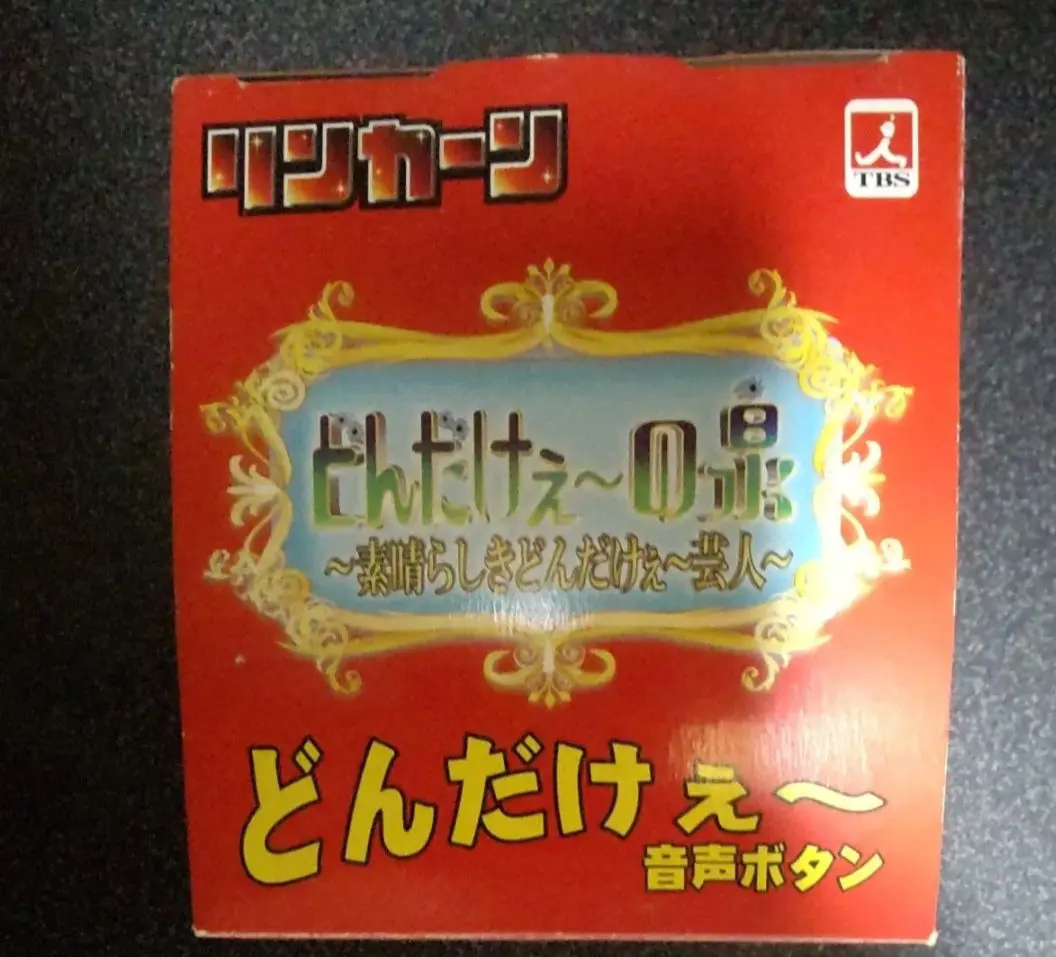 リンカーン
TBS
どんだけぇ～の泉
～素晴らしきどんだけぇ～芸人～
どんだけぇ～
音声ボタン